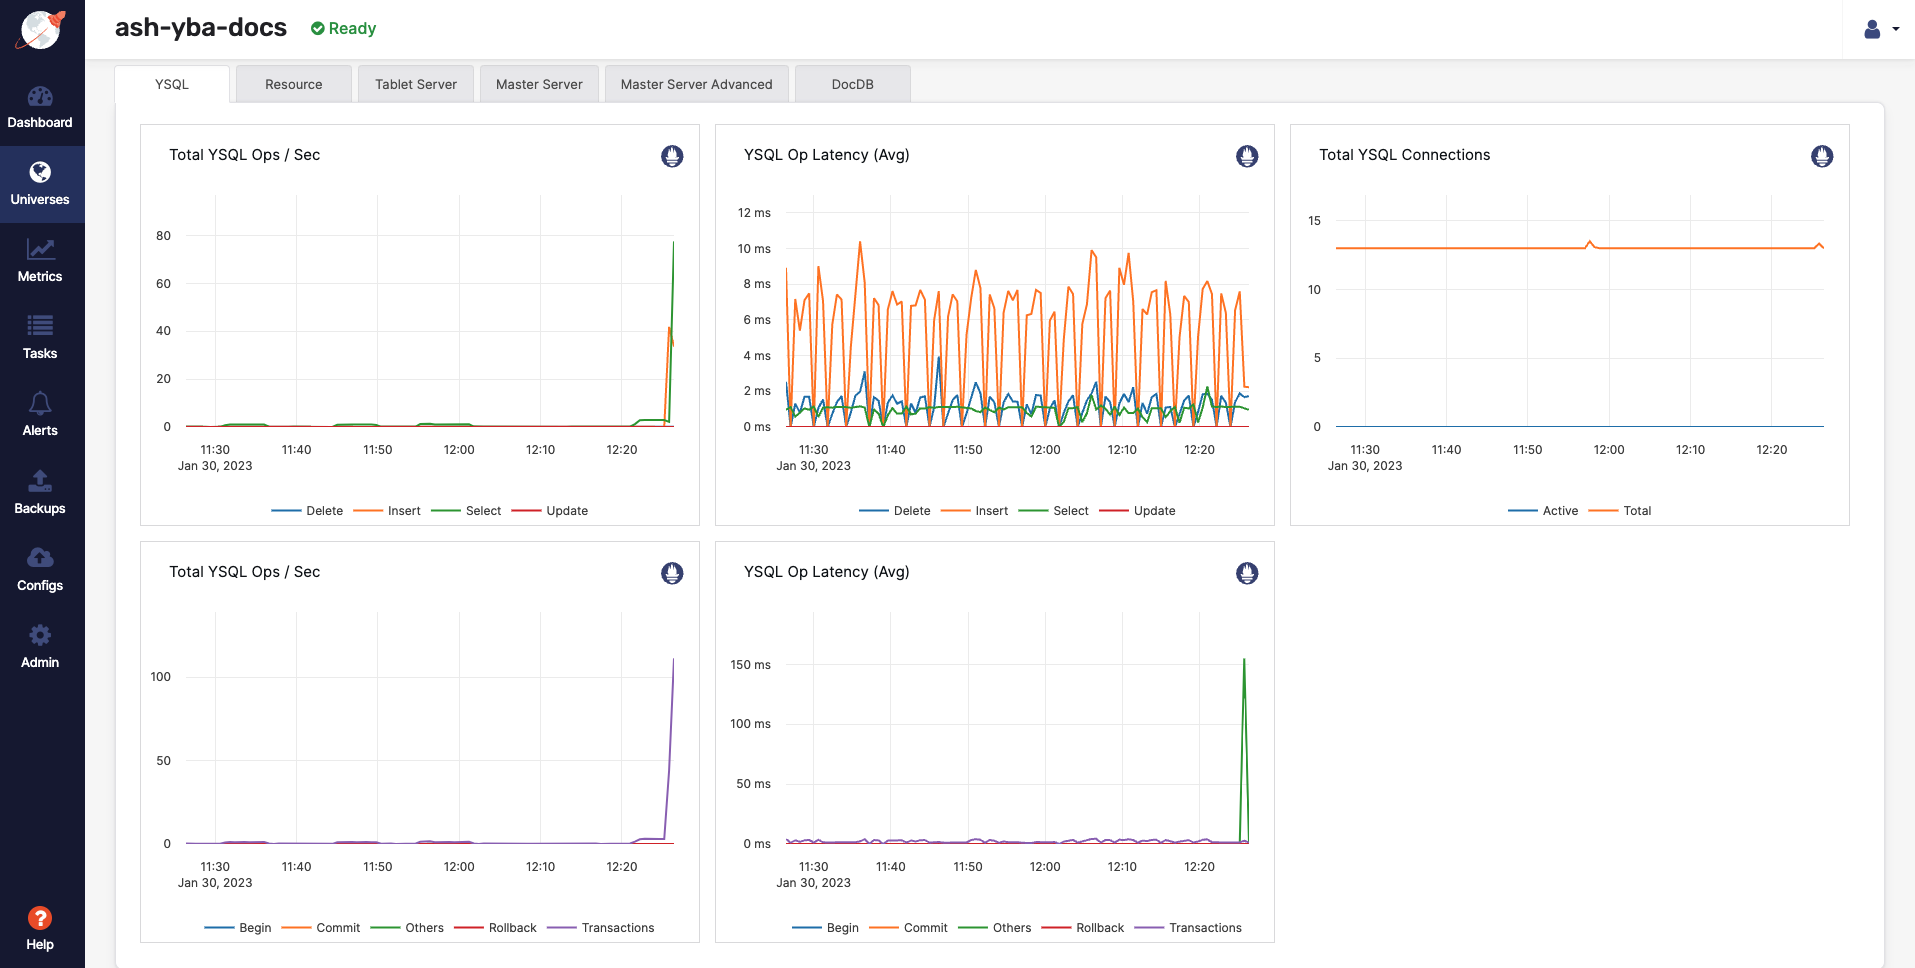 ash-yba-docs
Ready
Dashboard
Universes
Metrics
Tasks
Alerts
Backups
Configs
Admin
?
Help
YSQL
Resource
Tablet Server
Master Server
Master Server Advanced
DocDB
Total YSQL Ops / Sec
80
60
40
20
0
11:30 11:40 11:50 12:00 12:10 12:20
Jan 30, 2023
Delete Insert Select Update
YSQL Op Latency (Avg)
12 ms
10 ms
8 ms
6 ms
4 ms
2 ms
0 ms
11:30 11:40 11:50 12:00 12:10 12:20
Jan 30, 2023
Delete Insert Select Update
Total YSQL Connections
15
10
5
0
11:30 11:40 11:50 12:00 12:10 12:20
Jan 30, 2023
Active Total
Total YSQL Ops / Sec
100
50
0
11:30 11:40 11:50 12:00 12:10 12:20
Jan 30, 2023
Begin Commit Others Rollback Transactions
YSQL Op Latency (Avg)
150 ms
100 ms
50 ms
0 ms
11:30 11:40 11:50 12:00 12:10 12:20
Jan 30, 2023
Begin Commit Others Rollback Transactions